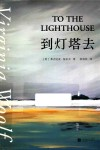 TO THE
LIGHTHOUSE
到灯塔去
Virginia Woolf